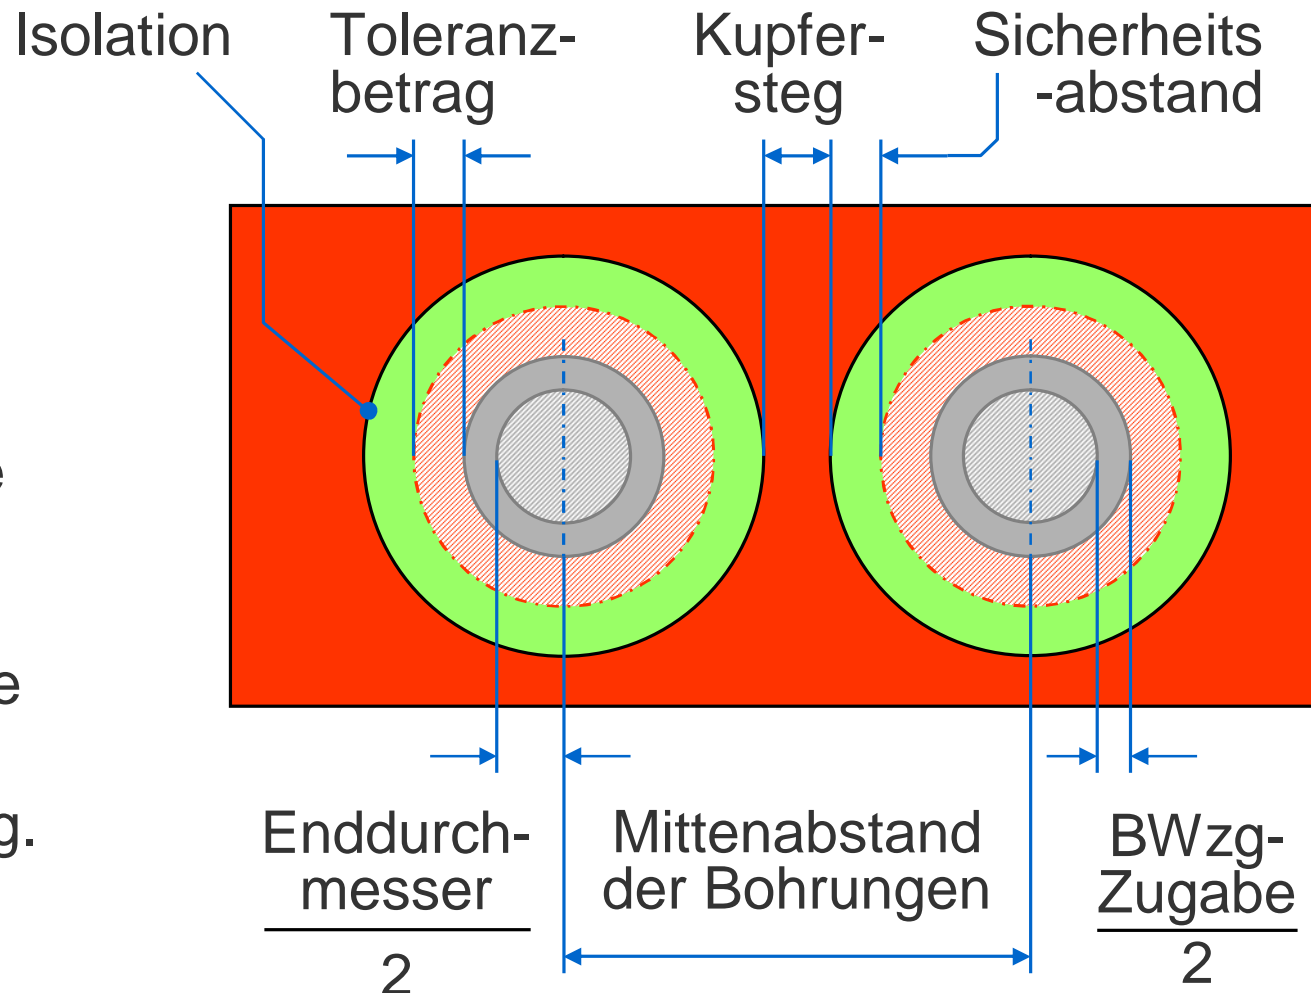 Isolation
Toleranz-
betrag
Kupfer-
steg
Sicherheits
-abstand
e
e
g.
Enddurch-
messer
2
Mittenabstand
der Bohrungen
BWzg-
Zugabe
2